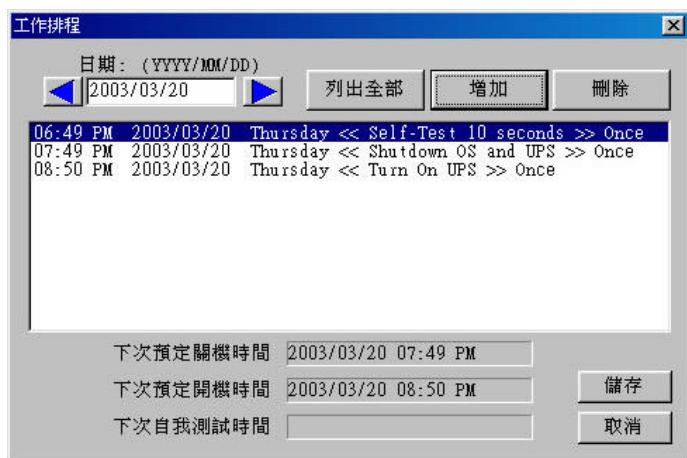 工作排程
日期: (YYYY/MM/DD)
2003/03/20
列出全部
增加
刪除
06:49 PM 2003/03/20 Thursday << Self-Test 10 seconds >> Once
07:49 PM 2003/03/20 Thursday << Shutdown OS and UPS >> Once
08:50 PM 2003/03/20 Thursday << Turn On UPS >> Once
下次預定關機時間 2003/03/20 07:49 PM
下次預定開機時間 2003/03/20 08:50 PM
儲存
下次自我測試時間
取消